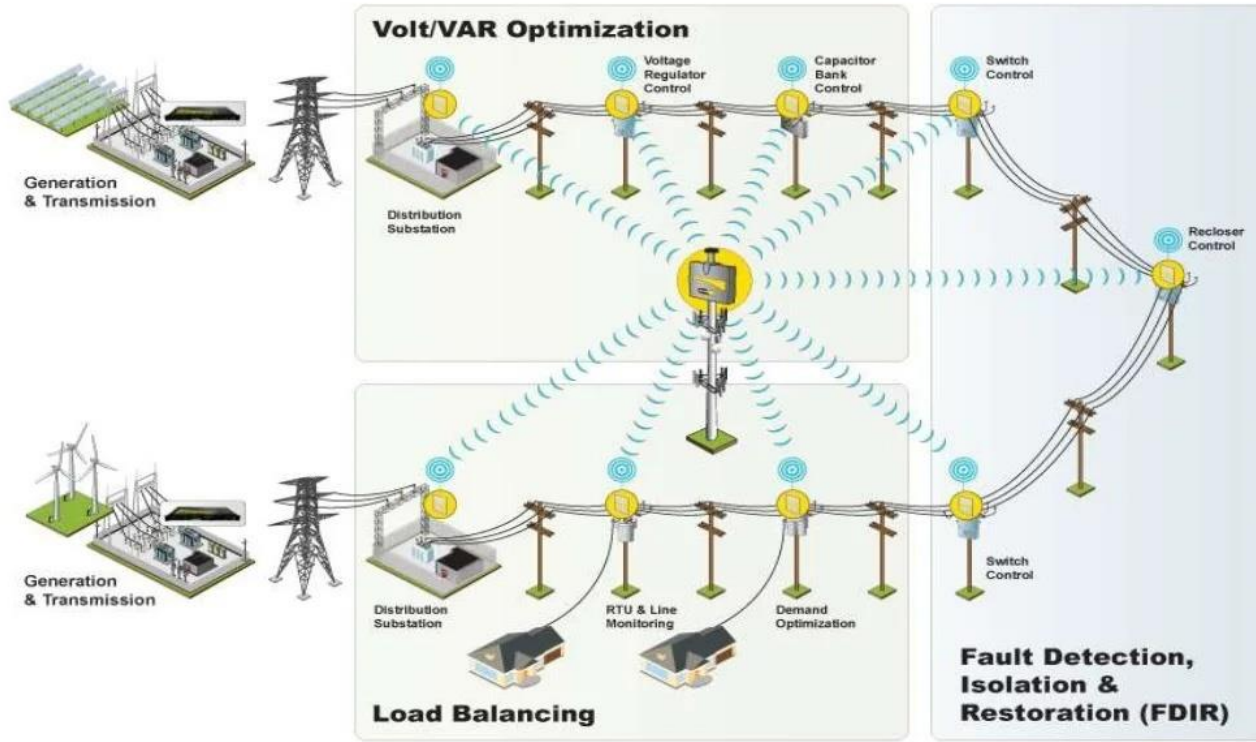 Volt/VAR Optimization
Voltage
Regulator
Control
Capacitor
Bank
Control
Switch
Control
Generation
& Transmission
Distribution
Substation
Recloser
Control
Generation
& Transmission
Distribution
Substation
RTU & Line
Monitoring
Demand
Optimization
Switch
Control
Load Balancing
Fault Detection,
Isolation &
Restoration (FDIR)